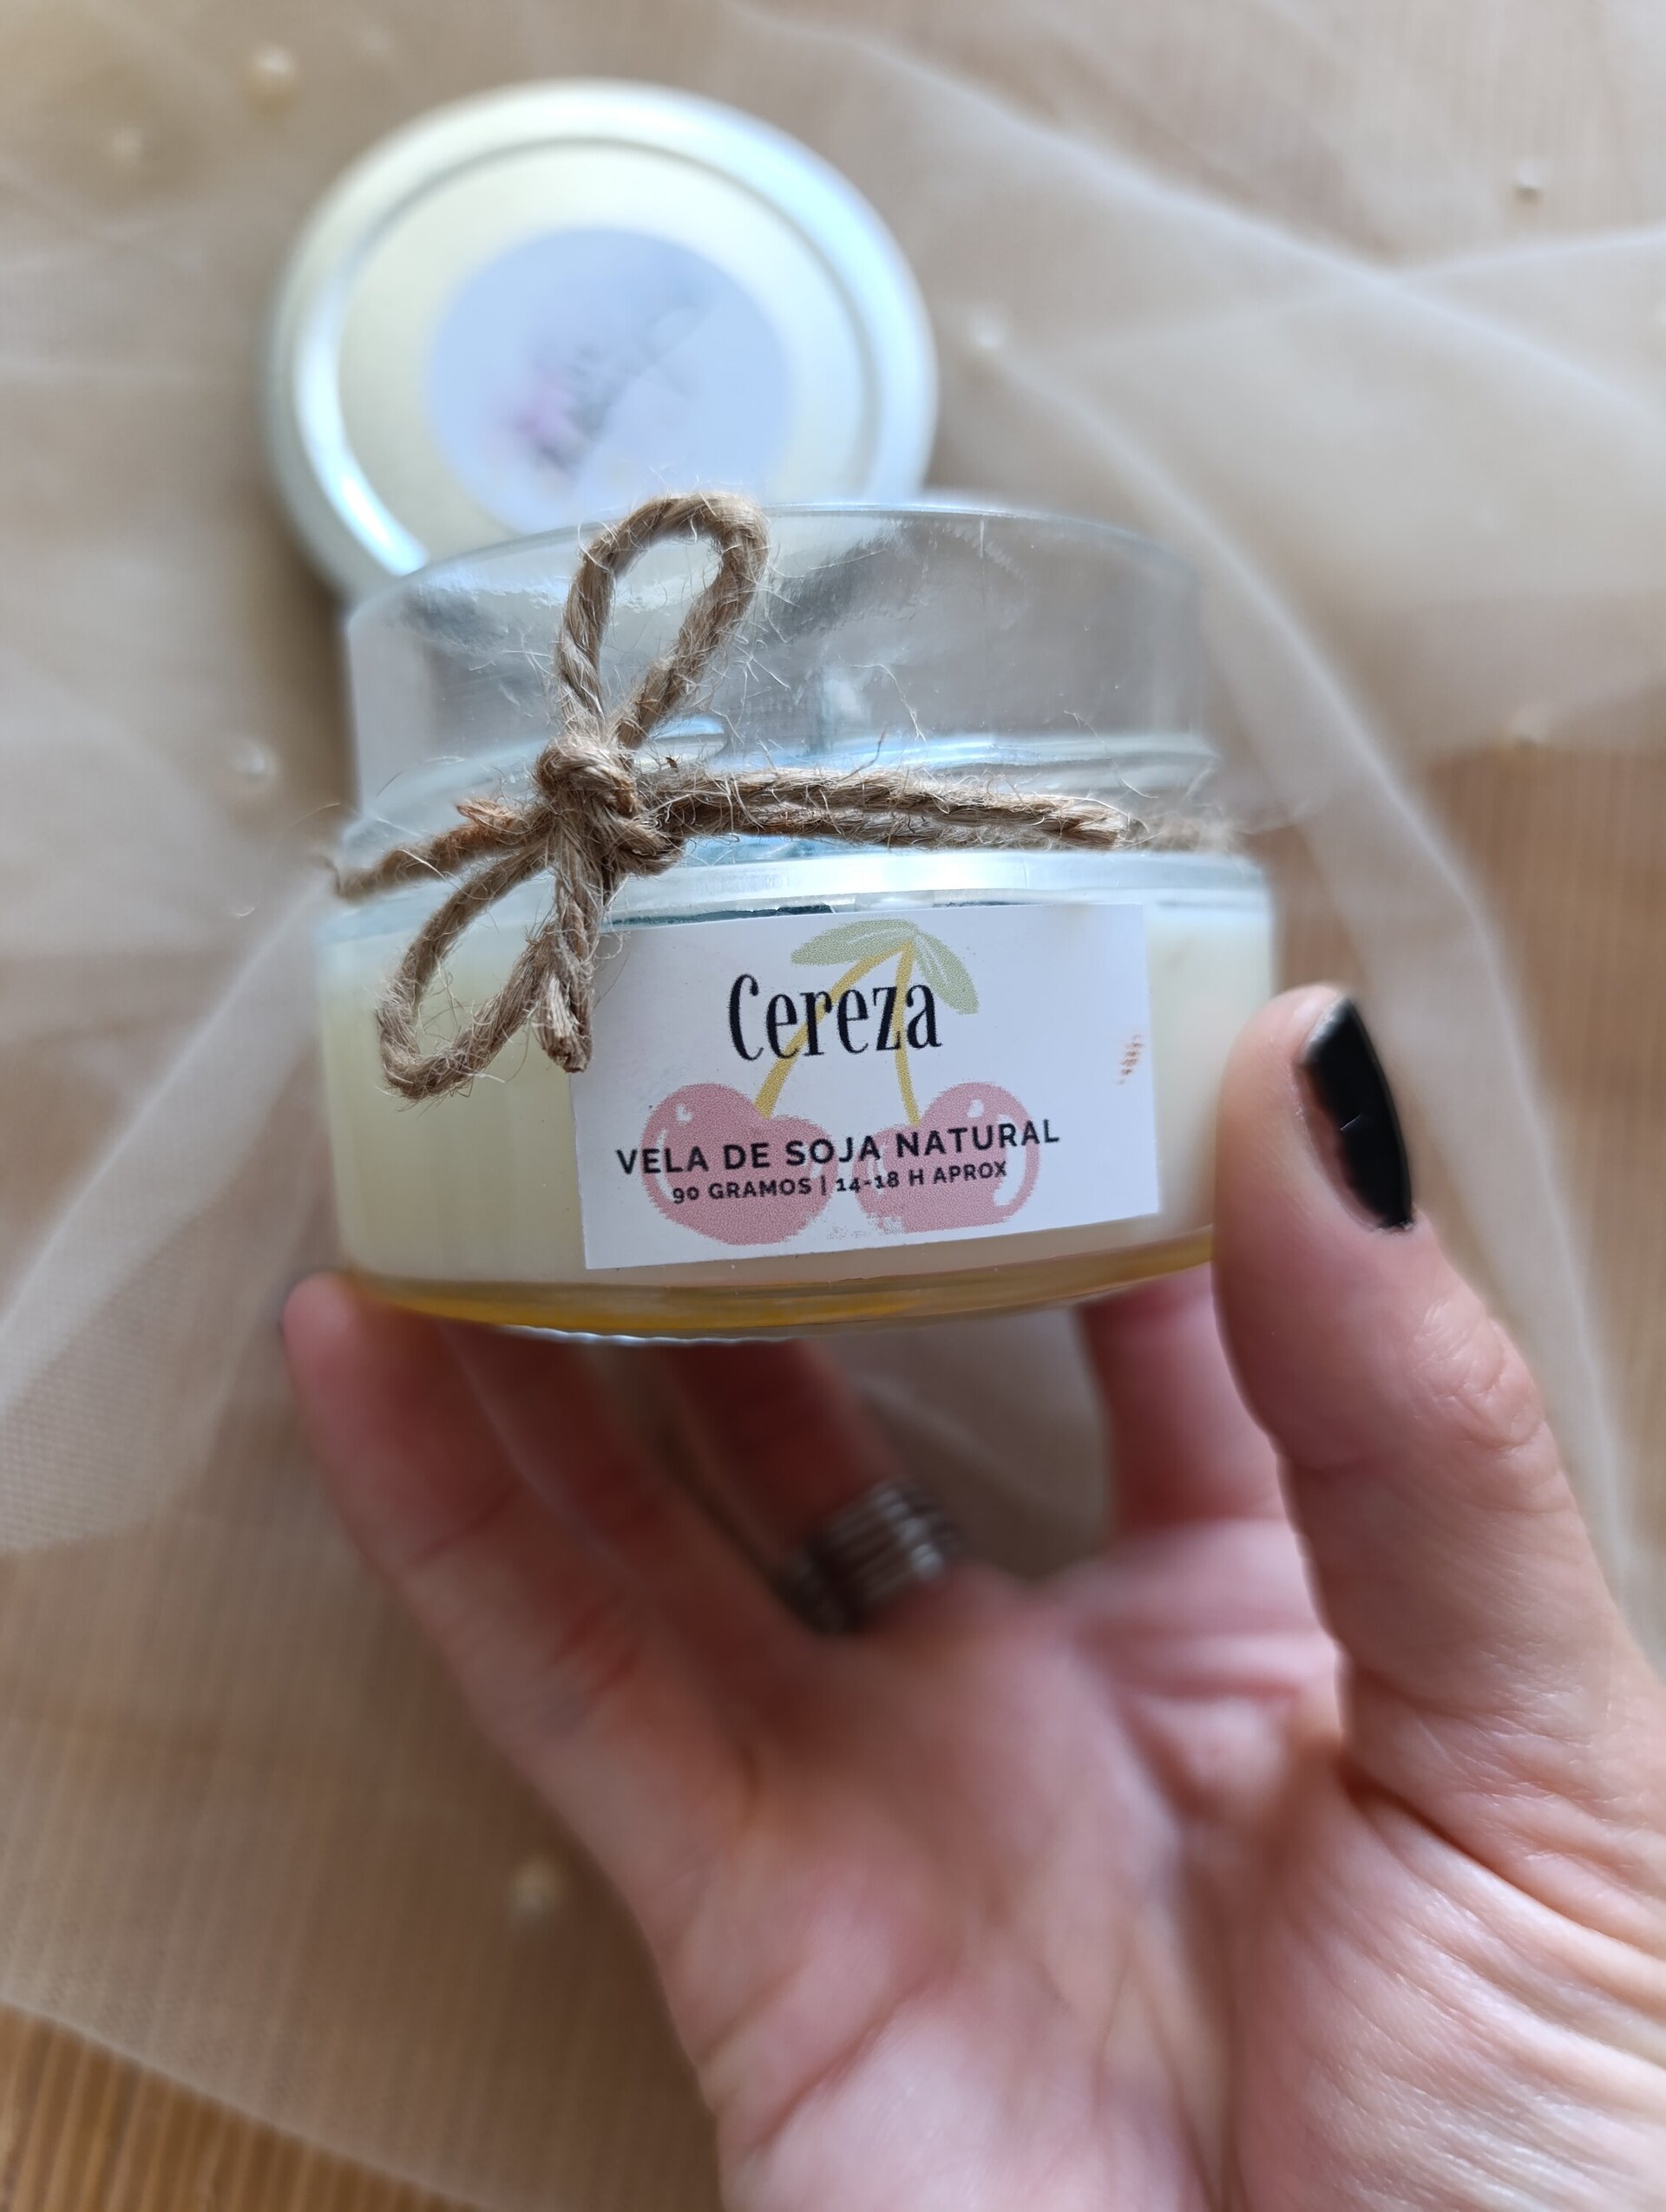 Cereza
VELA DE SOJA NATURAL
90 GRAMOS | 14-18 H APROX